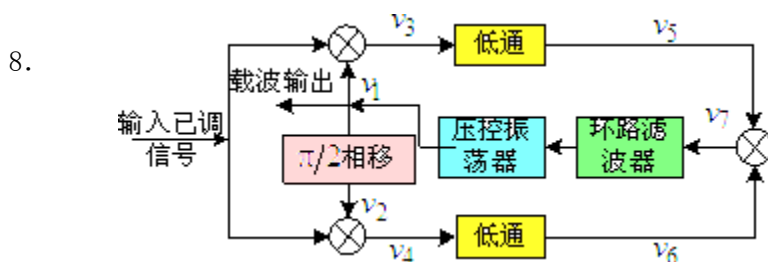 8.
v3
低通
v5
载波输出
v1
输入已调
信号
π/2相移
压控振
荡器
环路滤
波器
v7
v2
v4
低通
v6